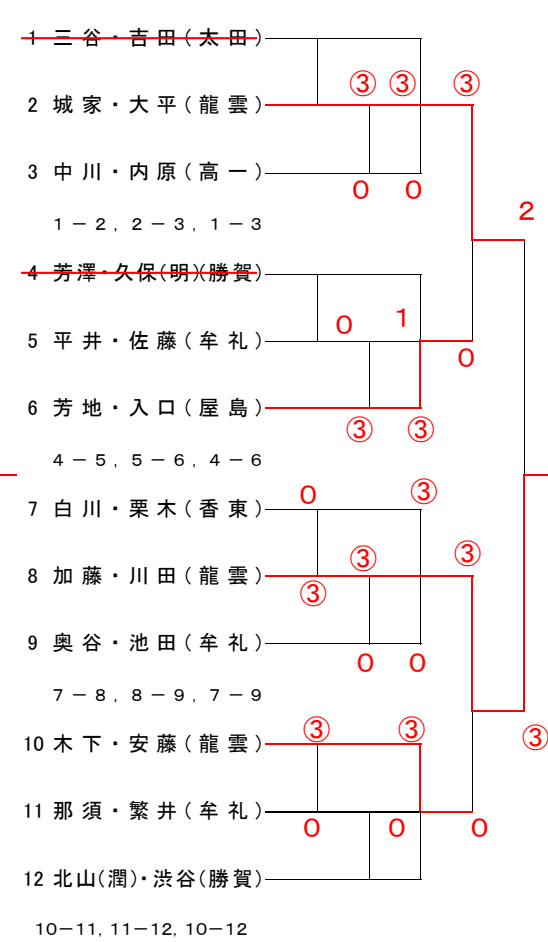 1 三谷・吉田(太田)
③ ③ ③
2 城家・大平(龍雲)
3 中川・内原(高一)
0 0
2
1－2, 2－3, 1－3
4 芳澤・久保(明)(勝賀)
0 1
5 平井・佐藤(牟礼)
0
6 芳地・入口(屋島)
③ ③
4－5, 5－6, 4－6
0 ③
7 白川・栗木(香東)
③ ③
8 加藤・川田(龍雲)
③
9 奥谷・池田(牟礼)
0 0
7－8, 8－9, 7－9
③ ③ ③
10 木下・安藤(龍雲)
11 那須・繁井(牟礼)
0 0 0
12 北山(潤)・渋谷(勝賀)
10－11, 11－12, 10－12